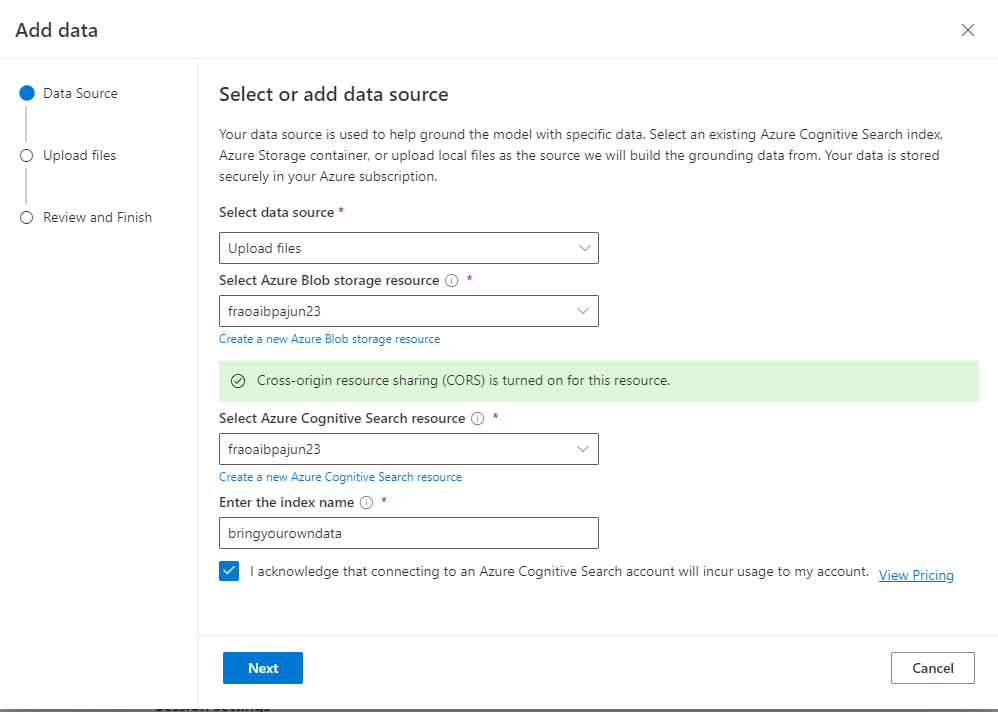 Add data
Data Source
Upload files
Review and Finish
Select or add data source
Your data source is used to help ground the model with specific data. Select an existing Azure Cognitive Search index,
Azure Storage container, or upload local files as the source we will build the grounding data from. Your data is stored
securely in your Azure subscription.
Select data source *
Upload files
Select Azure Blob storage resource *
fraoaibpajun23
Create a new Azure Blob storage resource
Cross-origin resource sharing (CORS) is turned on for this resource.
Select Azure Cognitive Search resource *
fraoaibpajun23
Create a new Azure Cognitive Search resource
Enter the index name *
bringyourowndata
I acknowledge that connecting to an Azure Cognitive Search account will incur usage to my account. View Pricing
Next
Cancel